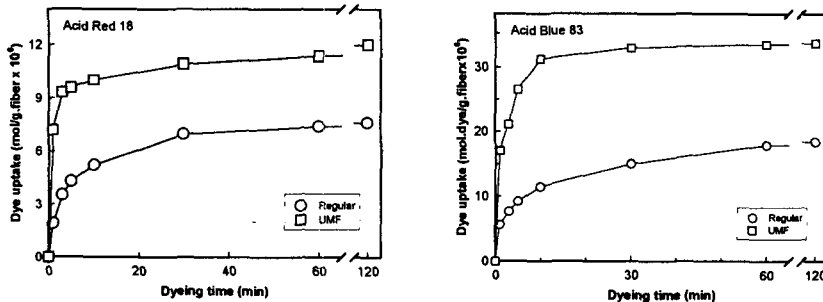 Acid Red 18
12
9
6
3
0
Dye uptake (mol/g.fiber x 10⁶)
Regular
UMF
0 20 40 60 120
Dyeing time (min)
Acid Blue 83
30
20
10
0
Dye uptake (mol.dye/g.fiberx10⁶)
Regular
UMF
0 30 60 120
Dyeing time (min)